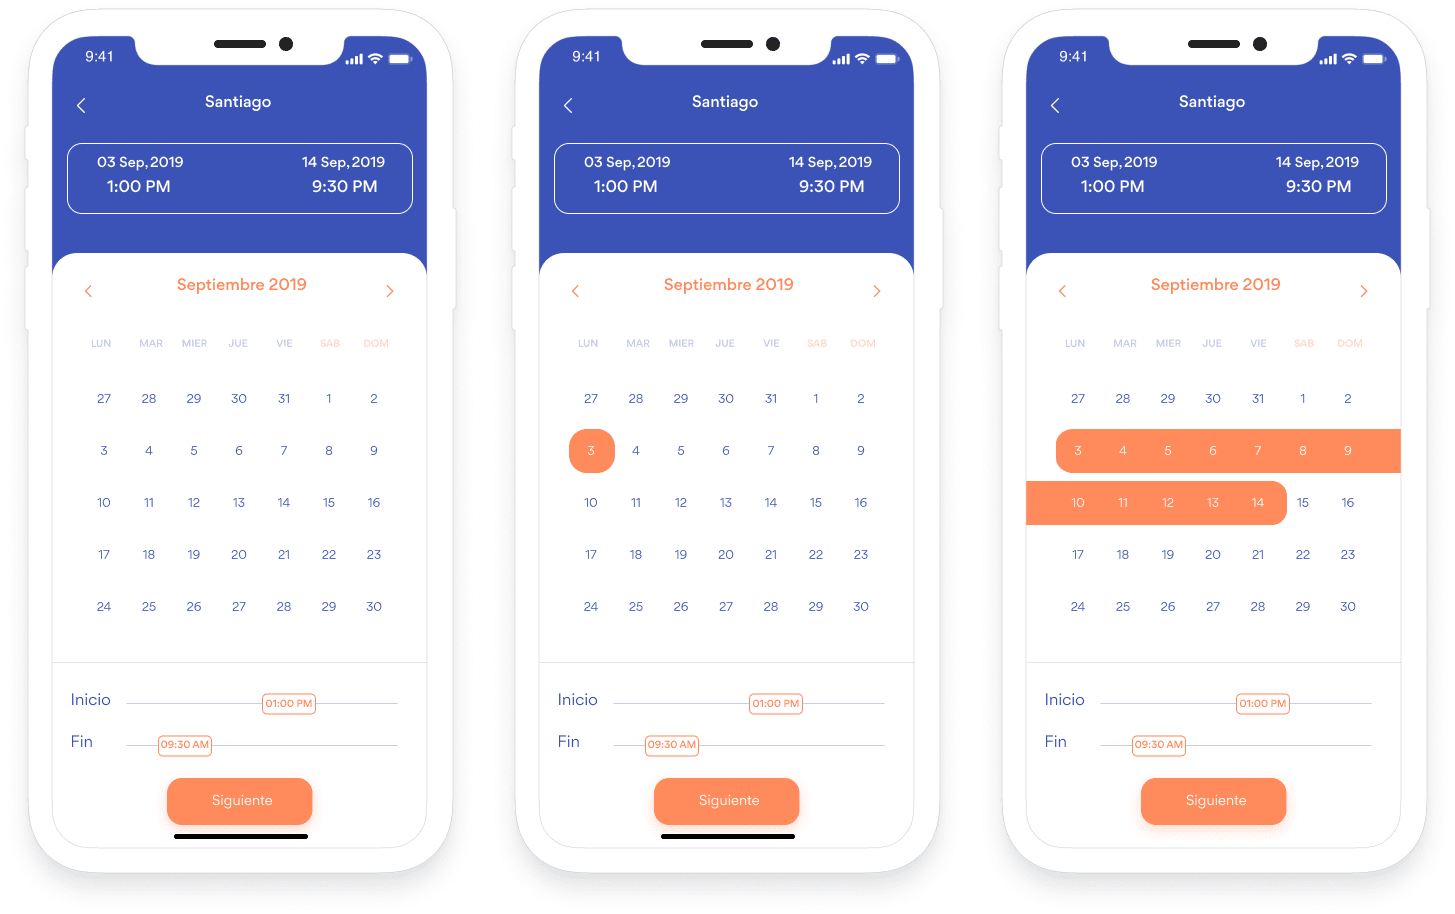 9:41
Santiago
03 Sep, 2019 14 Sep, 2019
1:00 PM 9:30 PM
Septiembre 2019
LUN MAR MIER JUE VIE SAB DOM
27 28 29 30 31 1 2
3 4 5 6 7 8 9
10 11 12 13 14 15 16
17 18 19 20 21 22 23
24 25 26 27 28 29 30
Inicio 01:00 PM
Fin 09:30 AM
Siguiente
9:41
Santiago
03 Sep, 2019 14 Sep, 2019
1:00 PM 9:30 PM
Septiembre 2019
LUN MAR MIER JUE VIE SAB DOM
27 28 29 30 31 1 2
3 4 5 6 7 8 9
10 11 12 13 14 15 16
17 18 19 20 21 22 23
24 25 26 27 28 29 30
Inicio 01:00 PM
Fin 09:30 AM
Siguiente
9:41
Santiago
03 Sep, 2019 14 Sep, 2019
1:00 PM 9:30 PM
Septiembre 2019
LUN MAR MIER JUE VIE SAB DOM
27 28 29 30 31 1 2
3 4 5 6 7 8 9
10 11 12 13 14 15 16
17 18 19 20 21 22 23
24 25 26 27 28 29 30
Inicio 01:00 PM
Fin 09:30 AM
Siguiente